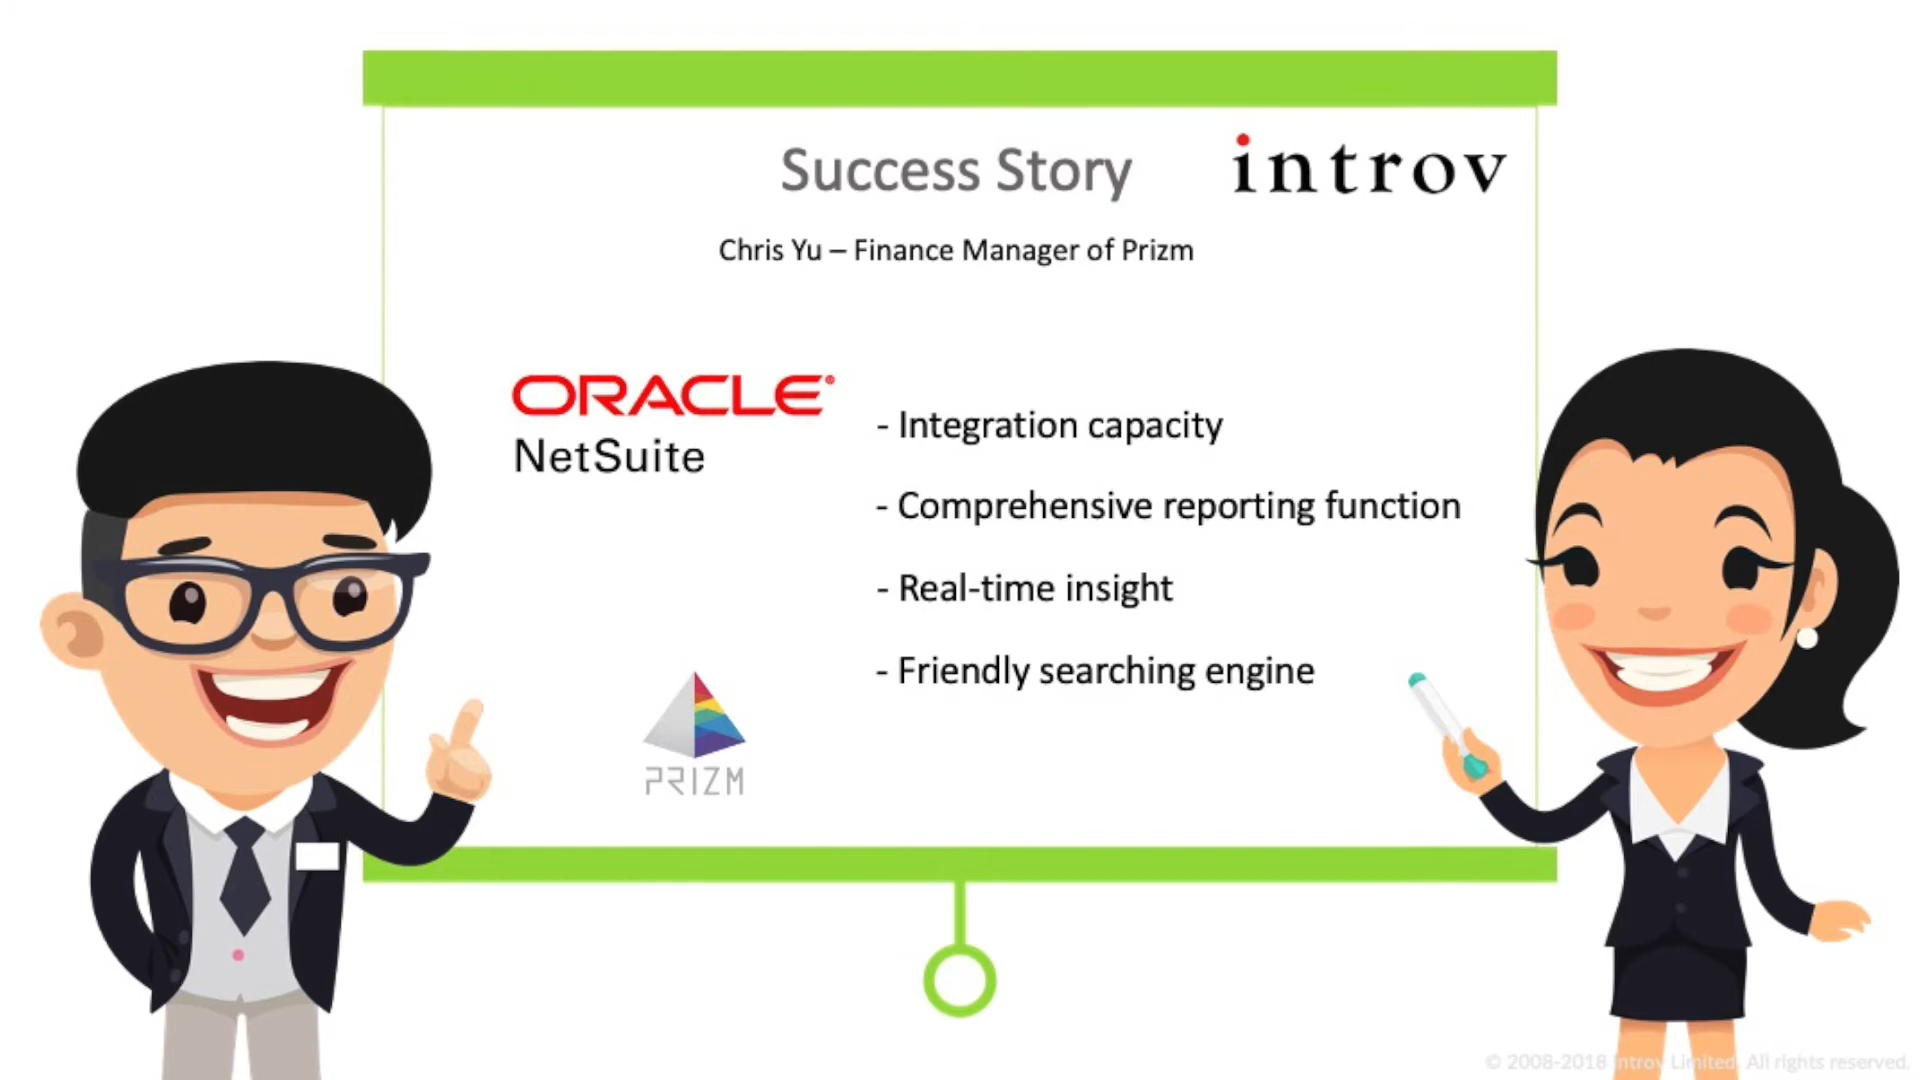 Success Story
introv
Chris Yu – Finance Manager of Prizm
ORACLE®
NetSuite
- Integration capacity
- Comprehensive reporting function
- Real-time insight
- Friendly searching engine
PRIZM
© 2008-2018 Introv Limited. All rights reserved.